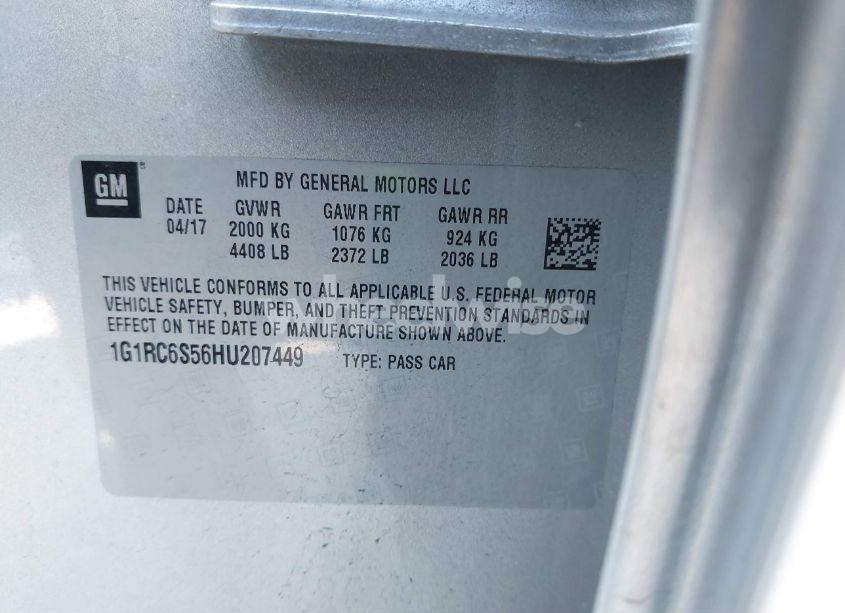 GM
MFD BY GENERAL MOTORS LLC
DATE GVWR GAWR FRT GAWR RR
04/17 2000 KG 1076 KG 924 KG
4408 LB 2372 LB 2036 LB
THIS VEHICLE CONFORMS TO ALL APPLICABLE U.S. FEDERAL MOTOR
VEHICLE SAFETY, BUMPER, AND THEFT PREVENTION STANDARDS IN
EFFECT ON THE DATE OF MANUFACTURE SHOWN ABOVE.
1G1RC6S56HU207449 TYPE: PASS CAR